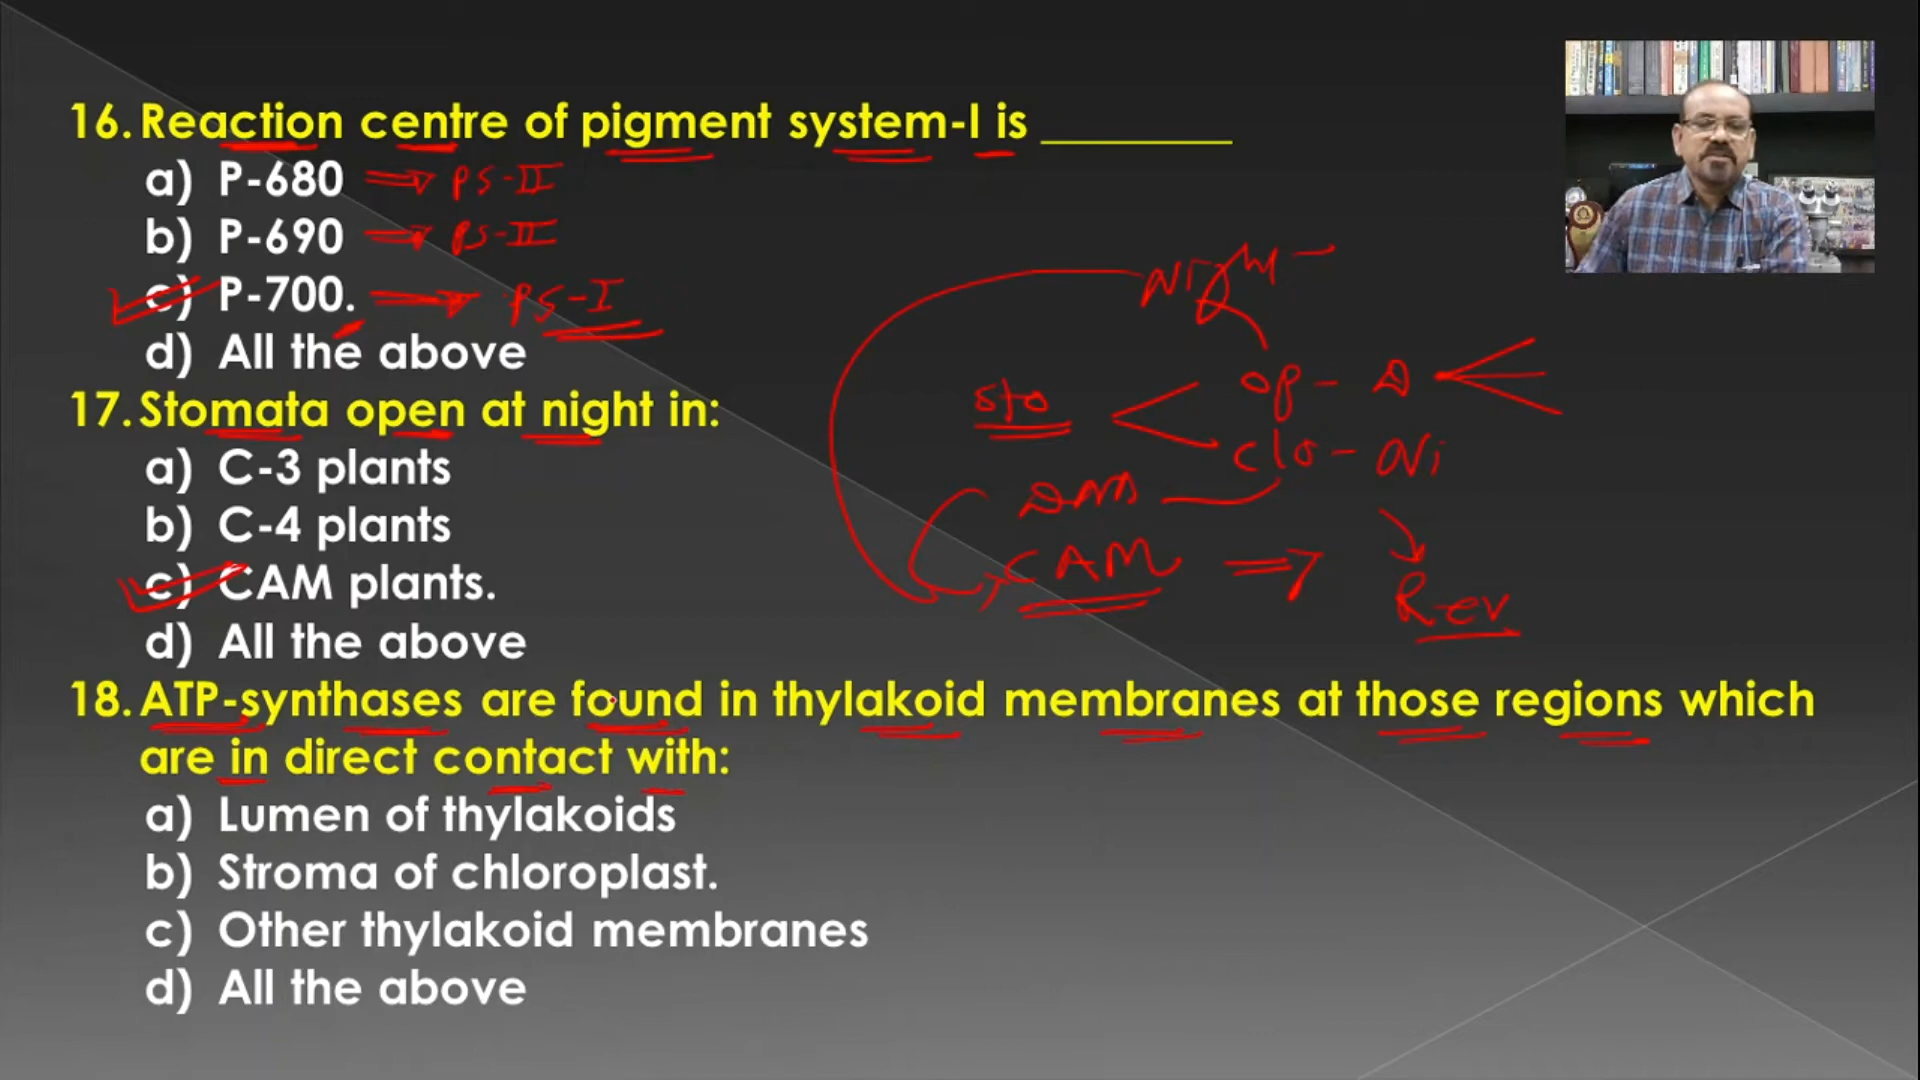 16. Reaction centre of pigment system-I is ________
a) P-680 PS-II
b) P-690 PS-II
c) P-700. PS-I
d) All the above
17. Stomata open at night in:
a) C-3 plants
b) C-4 plants
c) CAM plants.
d) All the above
Night
sto op - D
clo - Ni
CAM
Rev
18. ATP-synthases are found in thylakoid membranes at those regions which
are in direct contact with:
a) Lumen of thylakoids
b) Stroma of chloroplast.
c) Other thylakoid membranes
d) All the above